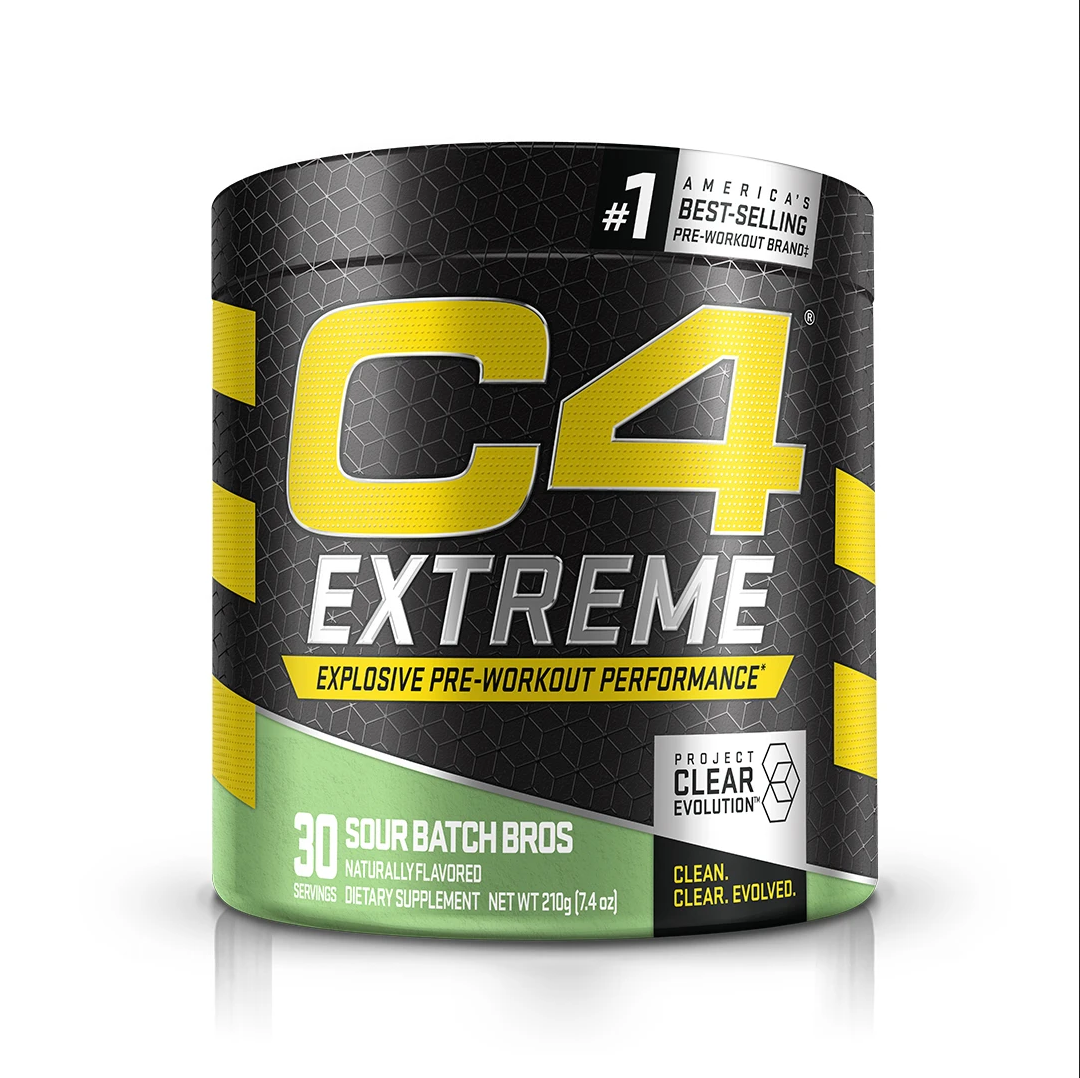 #1
AMERICA'S
BEST-SELLING
PRE-WORKOUT BRAND‡
C4®
EXTREME
EXPLOSIVE PRE-WORKOUT PERFORMANCE*
PROJECT
CLEAR
EVOLUTION™
30
SERVINGS
SOUR BATCH BROS
NATURALLY FLAVORED
DIETARY SUPPLEMENT NET WT 210g (7.4 oz)
CLEAN.
CLEAR. EVOLVED.